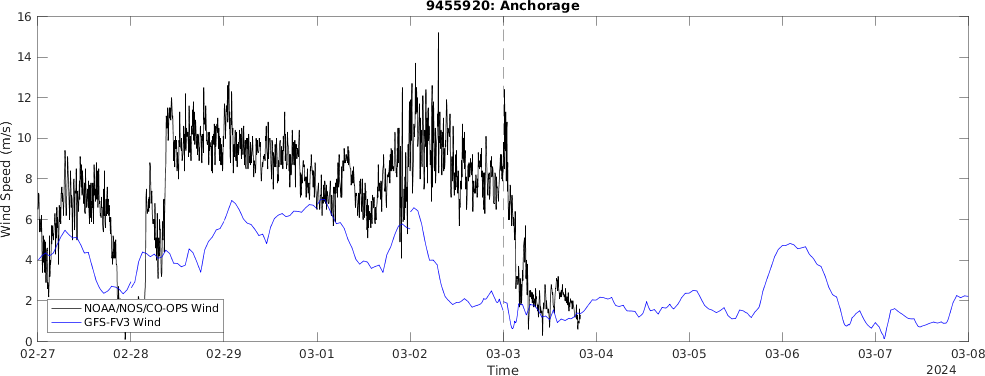 9455920: Anchorage
16
14
12
10
8
6
4
2
0
Wind Speed (m/s)
NOAA/NOS/CO-OPS Wind
GFS-FV3 Wind
02-27 02-28 02-29 03-01 03-02 03-03 03-04 03-05 03-06 03-07 03-08
Time
2024